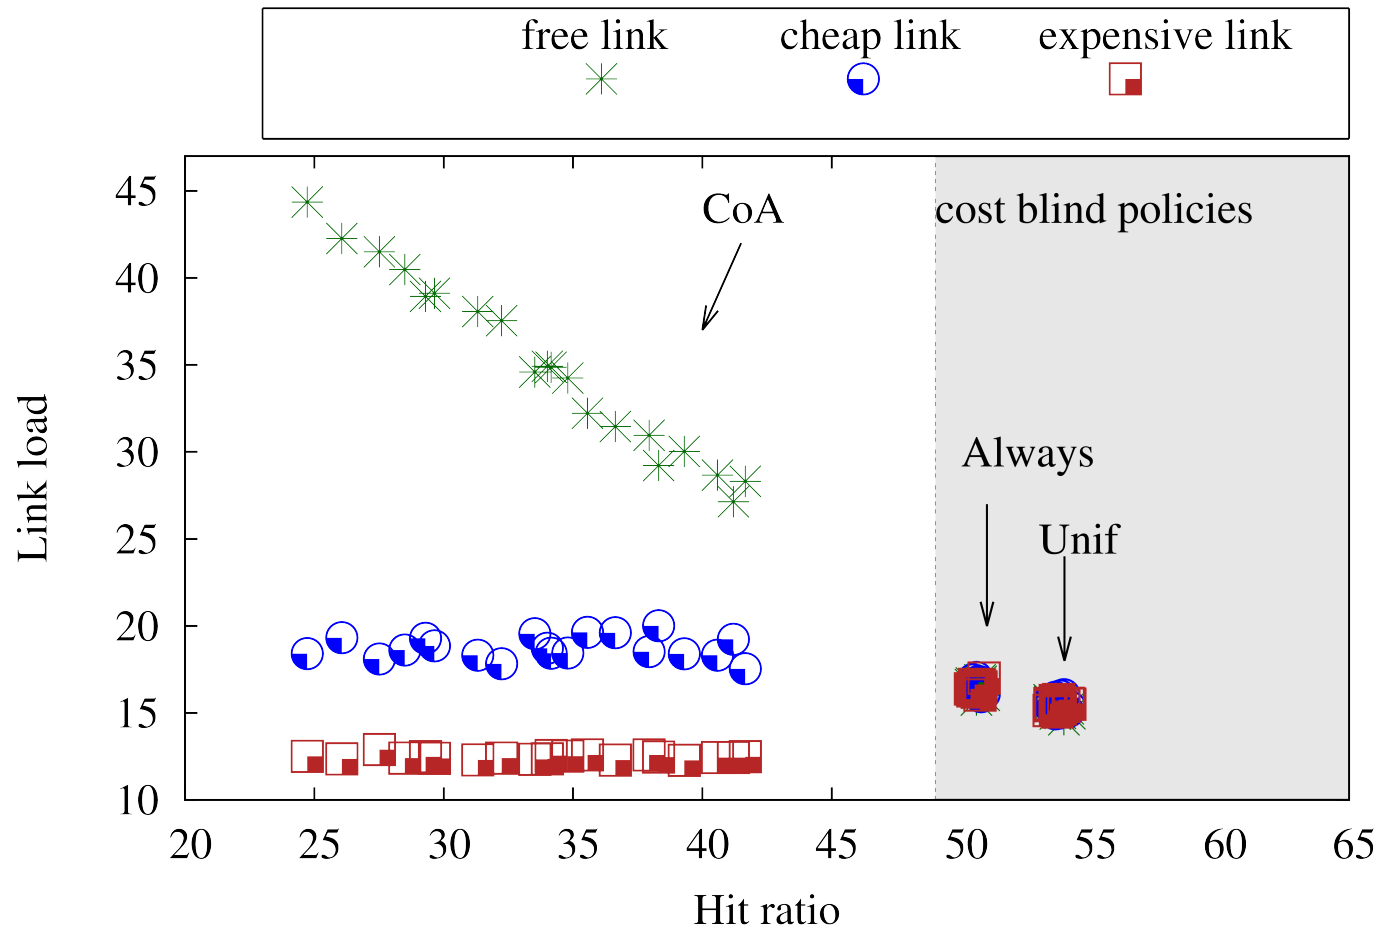 free link cheap link expensive link
45
40
35
30
25
20
15
10
CoA
cost blind policies
Always
Unif
Link load
20 25 30 35 40 45 50 55 60 65
Hit ratio